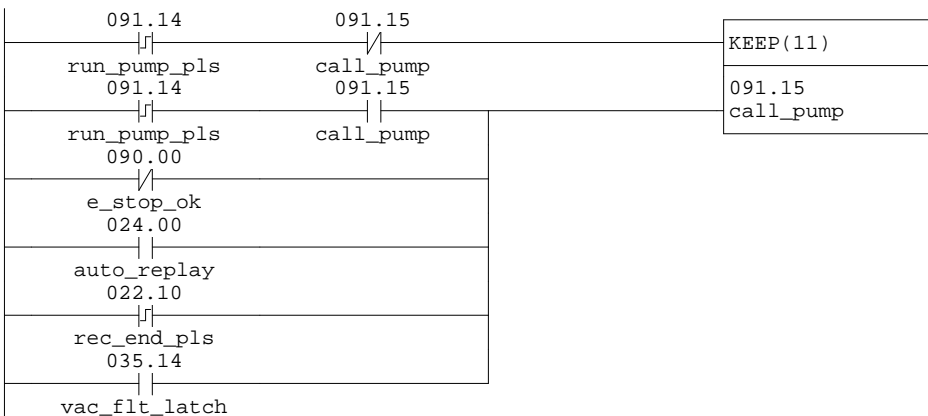 091.14 091.15
KEEP(11)
run_pump_pls call_pump
091.14 091.15 091.15
call_pump
run_pump_pls call_pump
090.00
e_stop_ok
024.00
auto_replay
022.10
rec_end_pls
035.14
vac_flt_latch